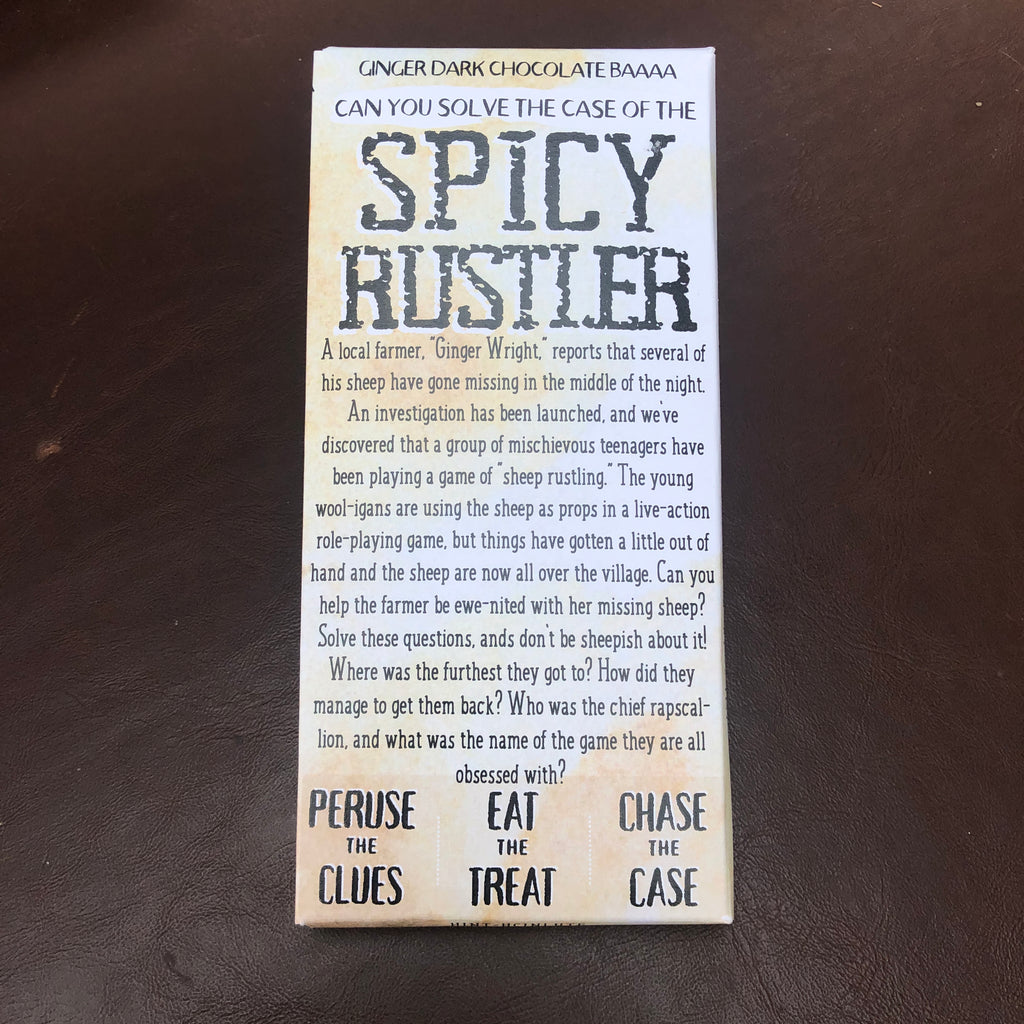 GINGER DARK CHOCOLATE BAAAA
CAN YOU SOLVE THE CASE OF THE
SPICY
RUSTLER
A local farmer, "Ginger Wright," reports that several of
his sheep have gone missing in the middle of the night.
An investigation has been launched, and we've
discovered that a group of mischievous teenagers have
been playing a game of "sheep rustling." The young
wool-igans are using the sheep as props in a live-action
role-playing game, but things have gotten a little out of
hand and the sheep are now all over the village. Can you
help the farmer be ewe-nited with her missing sheep?
Solve these questions, ands don't be sheepish about it!
Where was the furthest they got to? How did they
manage to get them back? Who was the chief rapscal-
lion, and what was the name of the game they are all
obsessed with?
PERUSE
THE
CLUES
EAT
THE
TREAT
CHASE
THE
CASE